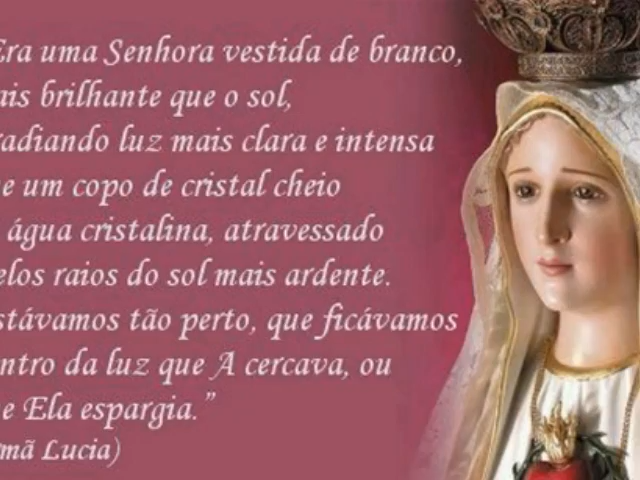 Era uma Senhora vestida de branco,
ais brilhante que o sol,
radiando luz mais clara e intensa
e um copo de cristal cheio
água cristalina, atravessado
elos raios do sol mais ardente.
stávamos tão perto, que ficávamos
ntro da luz que A cercava, ou
e Ela espargia.”
mã Lucia)